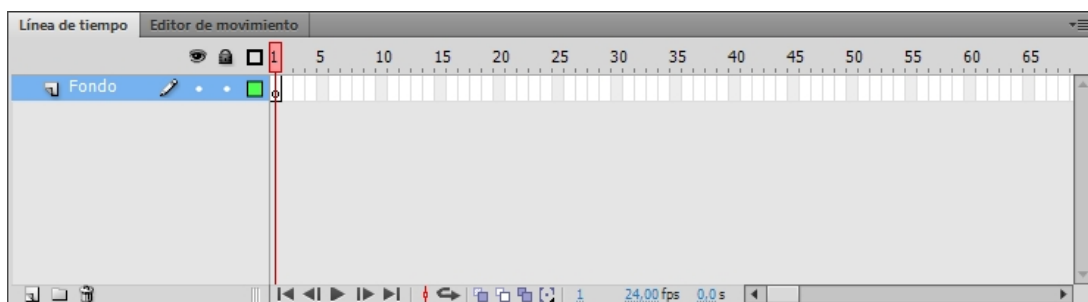 Línea de tiempo Editor de movimiento
1 5 10 15 20 25 30 35 40 45 50 55 60 65
Fondo
1 24,00 fps 0,0 s